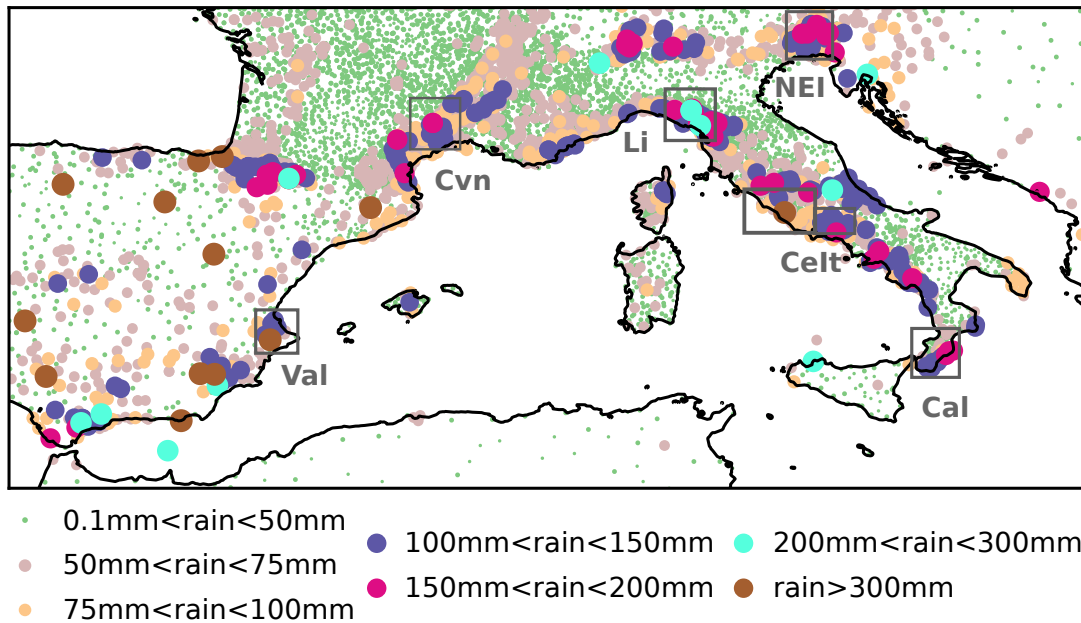 NEI
Li
Cvn
Celt
Val
Cal
0.1mm<rain<50mm
50mm<rain<75mm
75mm<rain<100mm
100mm<rain<150mm
150mm<rain<200mm
200mm<rain<300mm
rain>300mm